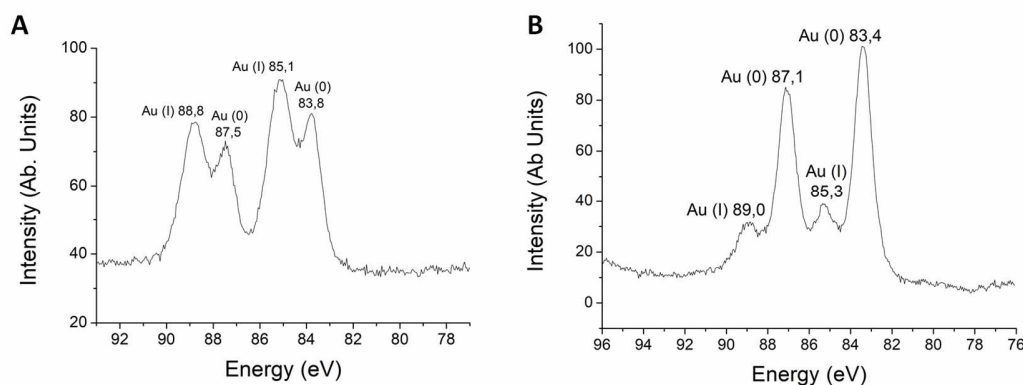 A
Intensity (Ab. Units)
100
80
60
40
20
Au (I) 88,8
Au (0)
87,5
Au (I) 85,1
Au (0)
83,8
92 90 88 86 84 82 80 78
Energy (eV)
B
Intensity (Ab Units)
100
80
60
40
20
0
Au (I) 89,0
Au (0) 87,1
Au (I)
85,3
Au (0) 83,4
96 94 92 90 88 86 84 82 80 78 76
Energy (eV)